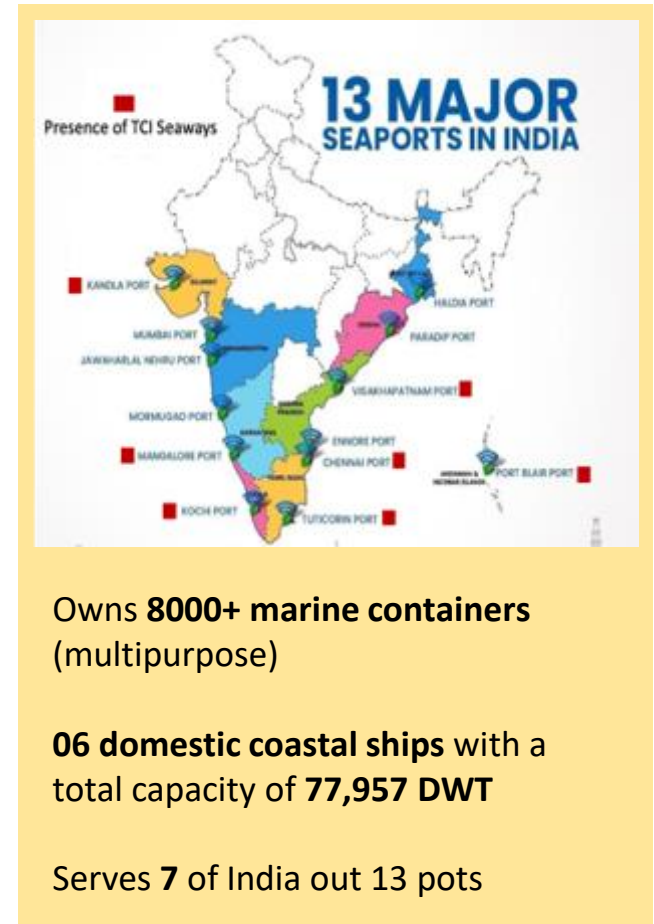 13 MAJOR
SEAPORTS IN INDIA
Presence of TCI Seaways
KANDLA PORT
GUJARAT
HALDIA PORT
MUMBAI PORT
PARADIP PORT
JAWAHARLAL NEHRU PORT
VISAKHAPATNAM PORT
MORMUGAO PORT
ENNORE PORT
MANGALORE PORT
CHENNAI PORT
PORT BLAIR PORT
KOCHI PORT
TUTICORIN PORT
Owns 8000+ marine containers
(multipurpose)
06 domestic coastal ships with a
total capacity of 77,957 DWT
Serves 7 of India out 13 pots